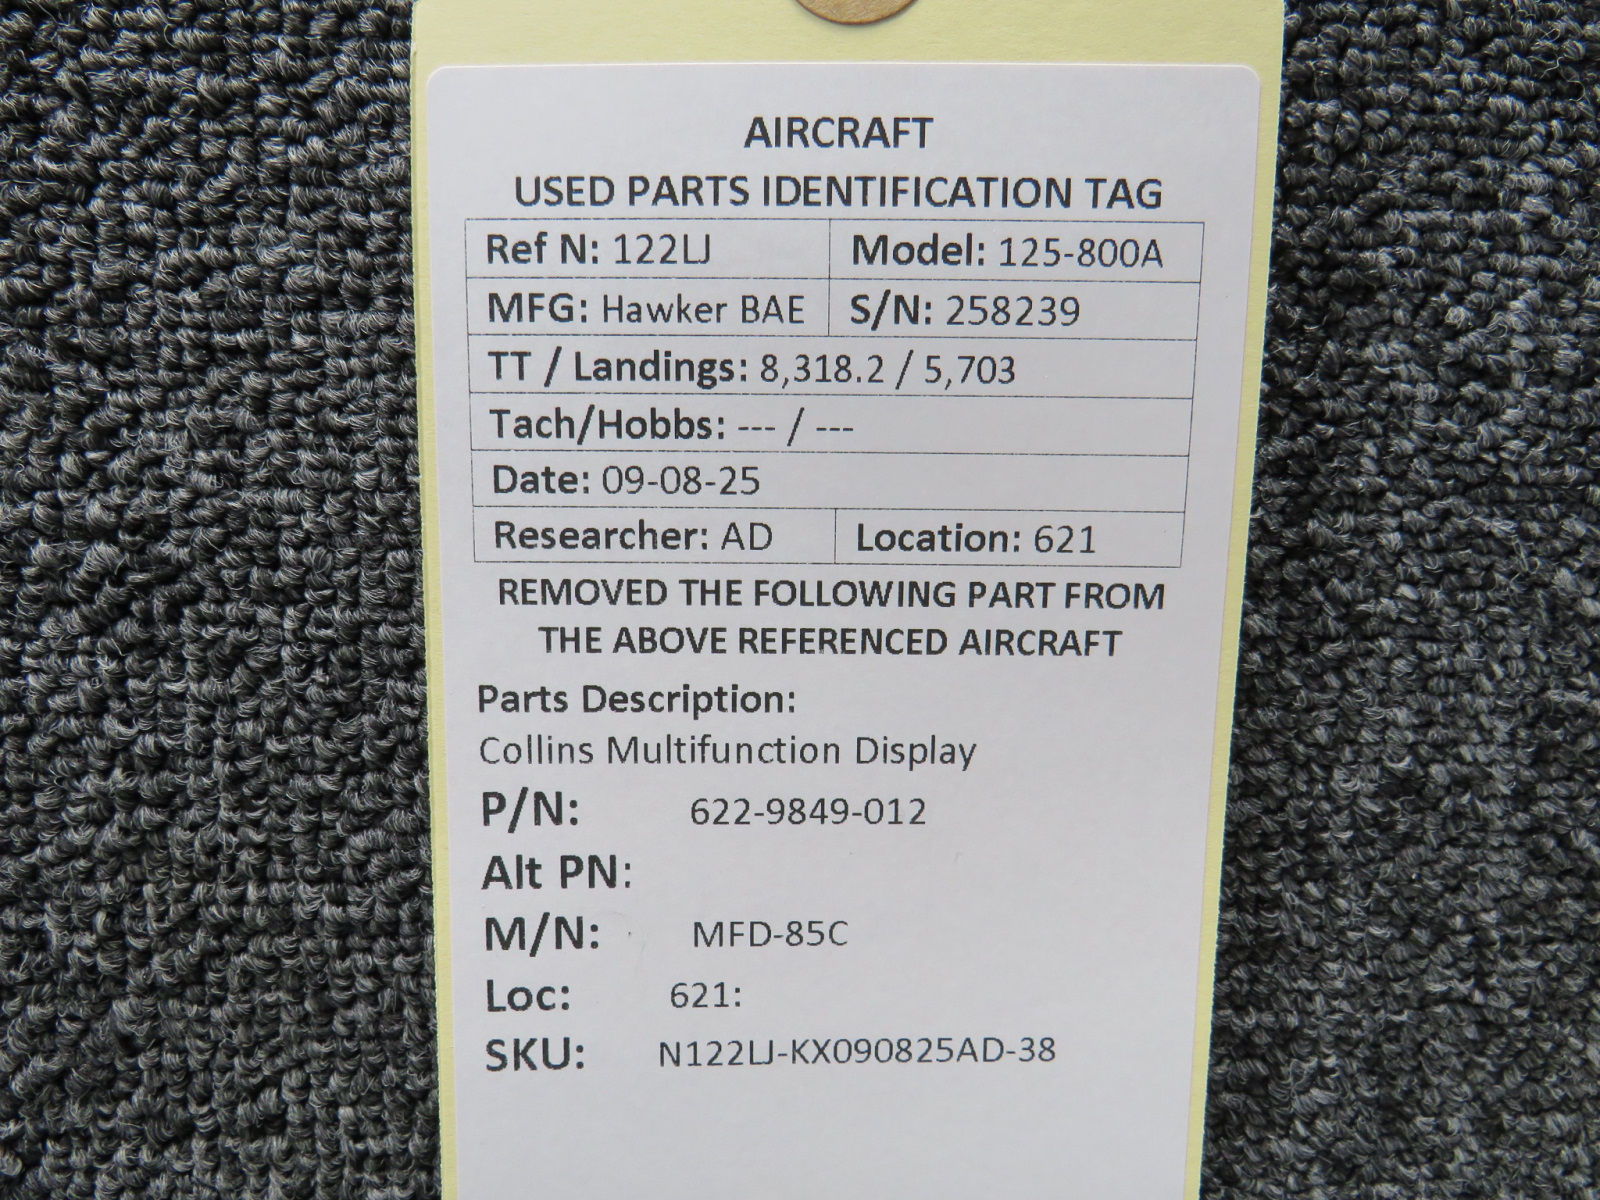 AIRCRAFT
USED PARTS IDENTIFICATION TAG
Ref N: 122LJ Model: 125-800A
MFG: Hawker BAE S/N: 258239
TT / Landings: 8,318.2 / 5,703
Tach/Hobbs: --- / ---
Date: 09-08-25
Researcher: AD Location: 621
REMOVED THE FOLLOWING PART FROM
THE ABOVE REFERENCED AIRCRAFT
Parts Description:
Collins Multifunction Display
P/N: 622-9849-012
Alt PN:
M/N: MFD-85C
Loc: 621:
SKU: N122LJ-KX090825AD-38